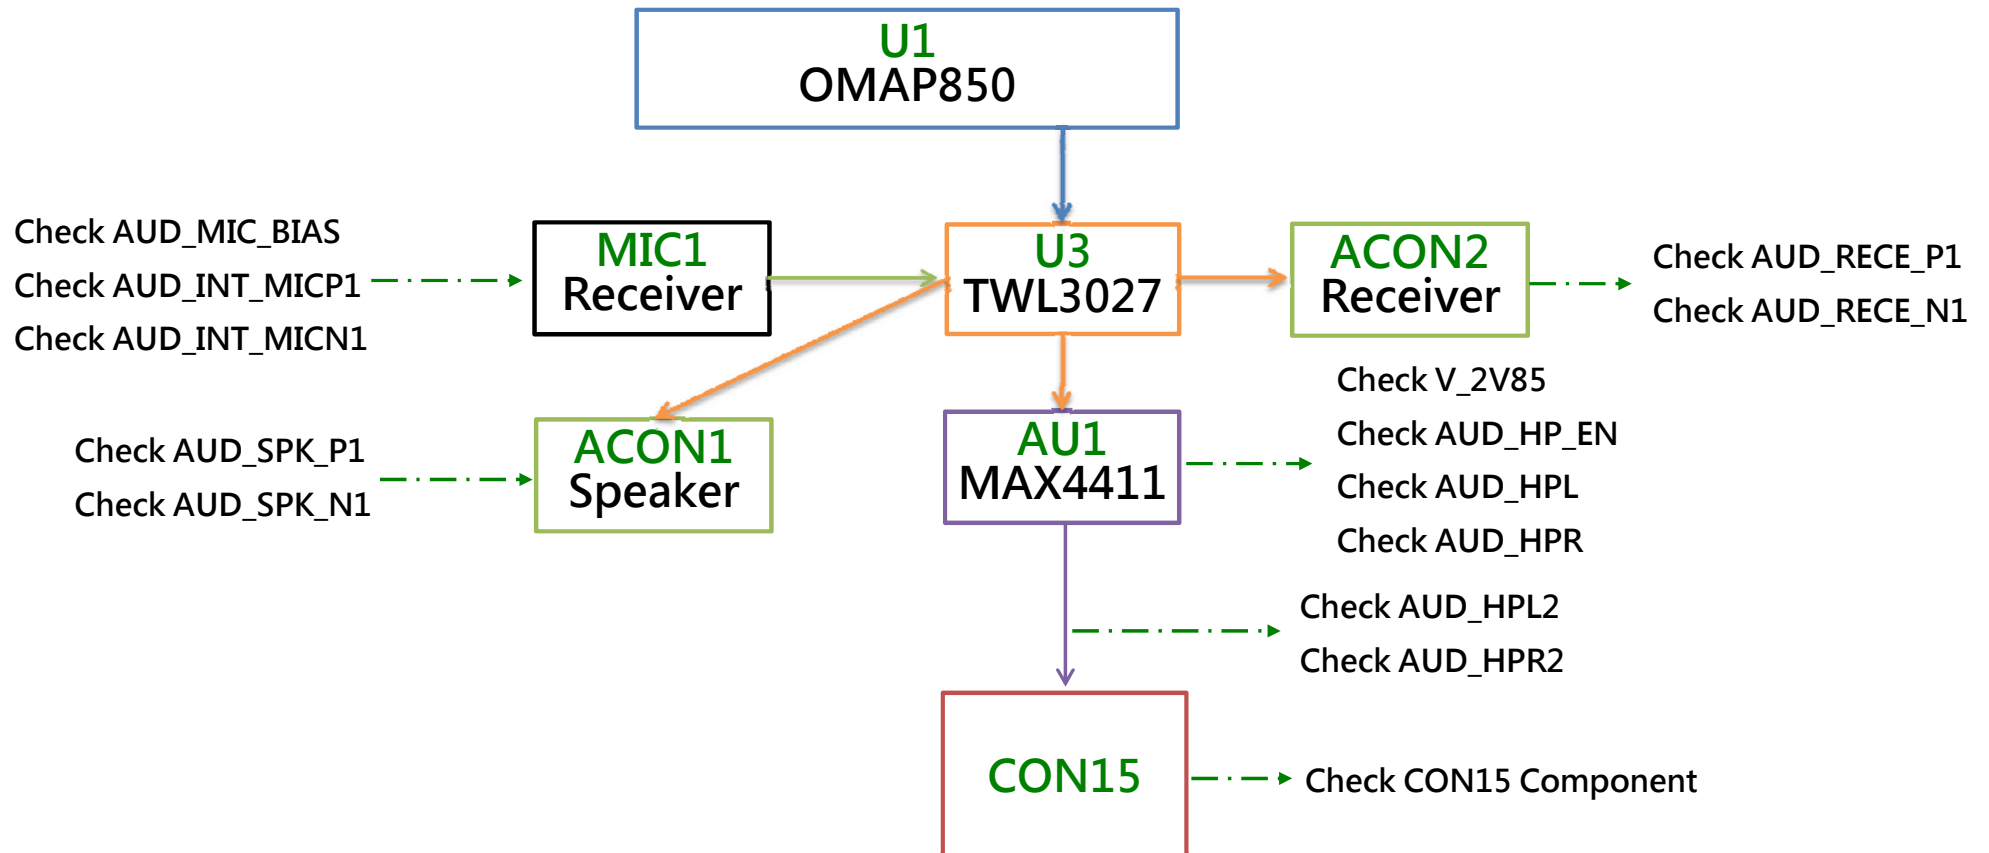 U1
OMAP850
Check AUD_MIC_BIAS
Check AUD_INT_MICP1
Check AUD_INT_MICN1
MIC1
Receiver
U3
TWL3027
ACON2
Receiver
Check AUD_RECE_P1
Check AUD_RECE_N1
Check AUD_SPK_P1
Check AUD_SPK_N1
ACON1
Speaker
AU1
MAX4411
Check V_2V85
Check AUD_HP_EN
Check AUD_HPL
Check AUD_HPR
Check AUD_HPL2
Check AUD_HPR2
CON15
Check CON15 Component